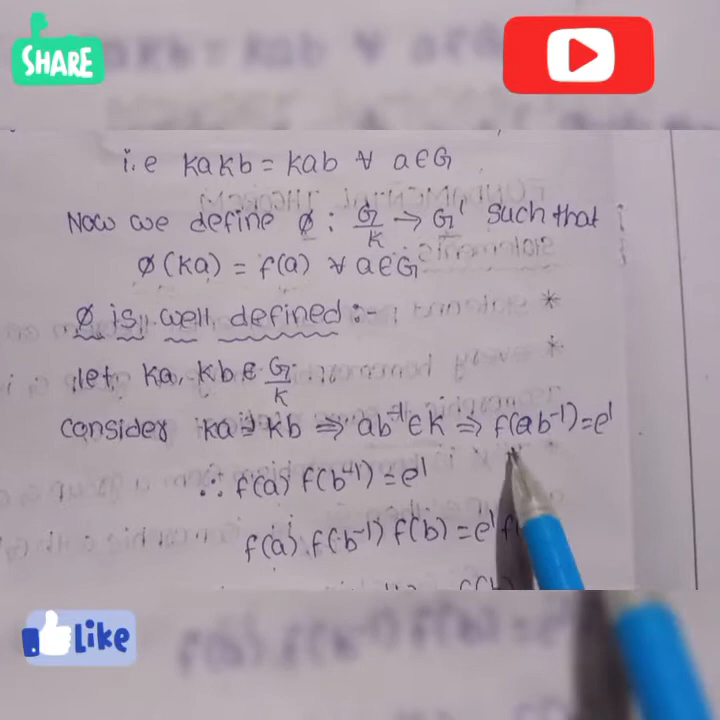 SHARE
i.e kakb = kab ∀ a∈G
Now we define ø : G/k → G' such that
ø(ka) = f(a) ∀ a∈G
ø is well defined :-
let ka, kb ∈ G/k
consider ka = kb ⇒ ab⁻¹∈k ⇒ f(ab⁻¹)=e'
∴ f(a) f(b⁻¹) = e'
f(a). f(b⁻¹) f(b) = e'
Like